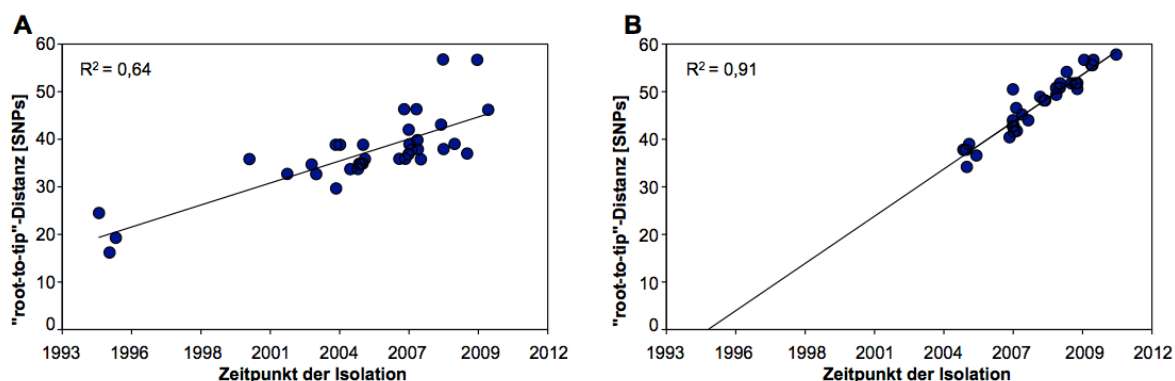 A
R² = 0,64
"root-to-tip"-Distanz [SNPs]
60
50
40
30
20
10
0
1993 1996 1998 2001 2004 2007 2009 2012
Zeitpunkt der Isolation
B
R² = 0,91
"root-to-tip"-Distanz [SNPs]
60
50
40
30
20
10
0
1993 1996 1998 2001 2004 2007 2009 2012
Zeitpunkt der Isolation